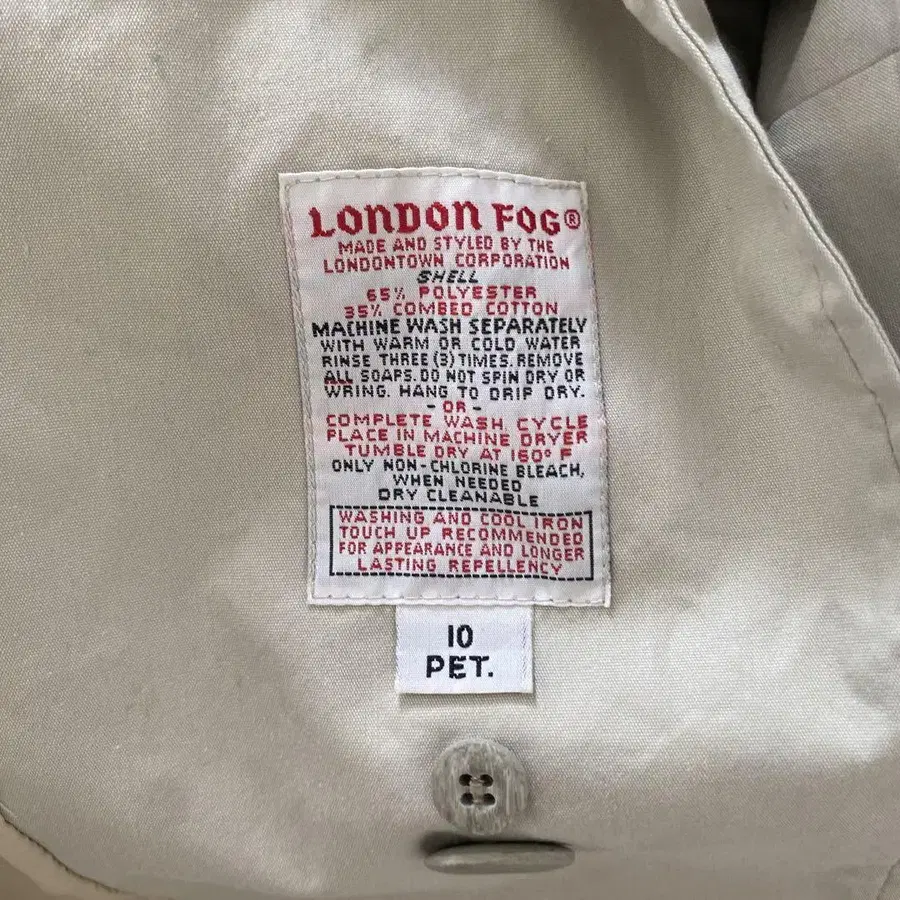 LONDON FOG®
MADE AND STYLED BY THE
LONDONTOWN CORPORATION
SHELL
65% POLYESTER
35% COMBED COTTON
MACHINE WASH SEPARATELY
WITH WARM OR COLD WATER
RINSE THREE (3) TIMES. REMOVE
ALL SOAPS. DO NOT SPIN DRY OR
WRING. HANG TO DRIP DRY.
- OR -
COMPLETE WASH CYCLE
PLACE IN MACHINE DRYER
TUMBLE DRY AT 160° F
ONLY NON-CHLORINE BLEACH,
WHEN NEEDED
DRY CLEANABLE
WASHING AND COOL IRON
TOUCH UP RECOMMENDED
FOR APPEARANCE AND LONGER
LASTING REPELLENCY
10
PET.